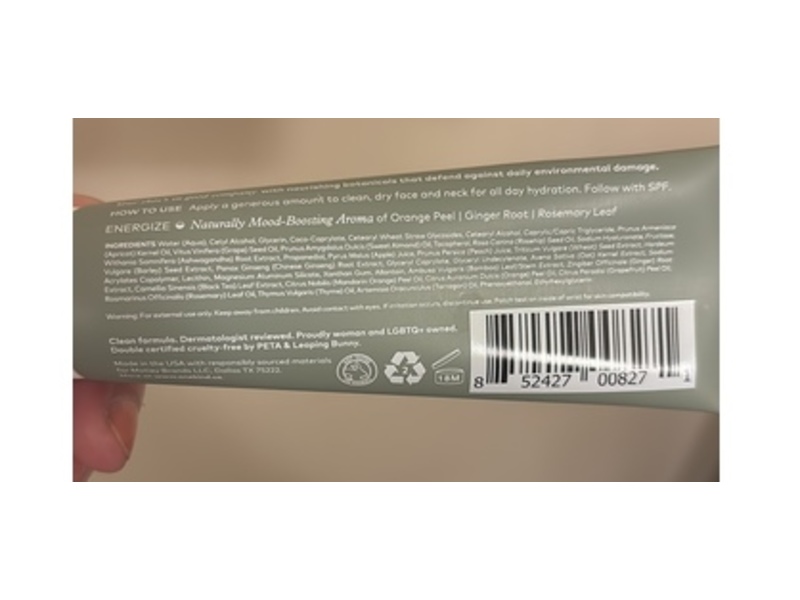 with nourishing botanicals that defend against daily environmental damage.
HOW TO USE Apply a generous amount to clean, dry face and neck for all day hydration. Follow with SPF.
ENERGIZE Naturally Mood-Boosting Aroma of Orange Peel | Ginger Root | Rosemary Leaf
INGREDIENTS Water (Aqua), Cetyl Alcohol, Glycerin, Coco-Caprylate, Cetearyl Wheat Straw Glycosides, Cetearyl Alcohol, Caprylic/Capric Triglyceride, Prunus Armeniaca
(Apricot) Kernel Oil, Vitis Vinifera (Grape) Seed Oil, Prunus Amygdalus Dulcis (Sweet Almond) Oil, Tocopherol, Rosa Canina (Rosehip) Seed Oil, Sodium Hyaluronate,
Withania Somnifera (Ashwagandha) Root Extract, Propanediol, Pyrus Malus (Apple) Juice, Prunus Persica (Peach) Juice, Triticum Vulgare (Wheat) Seed Extract, Hordeum
Vulgare (Barley) Seed Extract, Panax Ginseng (Chinese Ginseng) Root Extract, Glyceryl Caprylate, Glyceryl Undecylenate, Avena Sativa (Oat) Kernel Extract, Sodium
Acrylates Copolymer, Lecithin, Magnesium Aluminum Silicate, Xanthan Gum, Allantoin, Bambusa Vulgaris (Bamboo) Leaf/Stem Extract, Zingiber Officinale (Ginger) Root
Extract, Camellia Sinensis (Black Tea) Leaf Extract, Citrus Nobilis (Mandarin Orange) Peel Oil, Citrus Aurantium Dulcis (Orange) Peel Oil, Citrus Paradisi (Grapefruit) Peel Oil,
Rosmarinus Officinalis (Rosemary) Leaf Oil, Thymus Vulgaris (Thyme) Oil, Artemisia Dracunculus (Tarragon) Oil, Phenoxyethanol, Ethylhexylglycerin
Warning: For external use only. Keep away from children. Avoid contact with eyes. If irritation occurs, discontinue use. Patch test on inside of wrist for skin compatibility.
Clean formula. Dermatologist reviewed. Proudly woman and LGBTQ+ owned.
Double certified cruelty-free by PETA & Leaping Bunny.
Made in the USA with responsibly sourced materials
LLC, Dallas TX 75223.
2
18M
8 52427 00827 1